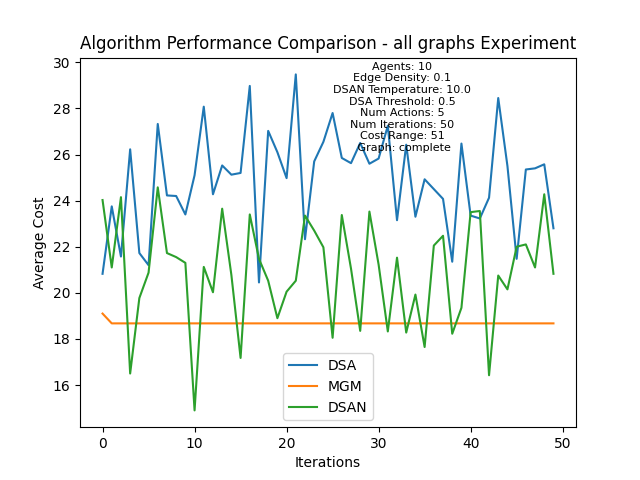 Algorithm Performance Comparison - all graphs Experiment
Agents: 10
Edge Density: 0.1
DSAN Temperature: 10.0
DSA Threshold: 0.5
Num Actions: 5
Num Iterations: 50
Cost Range: 51
Graph: complete
30
28
26
24
22
20
18
16
Average Cost
DSA
MGM
DSAN
0
10
20
30
40
50
Iterations